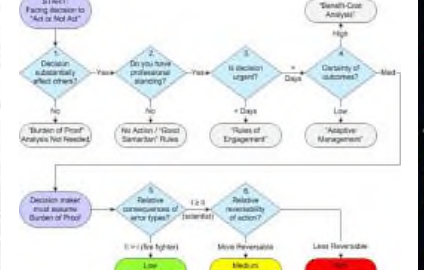 Facing decision to
"Act or Not Act"
"Benefit-Cost
Analysis"
High
1.
Decision
substantially
affect others?
Yes
2.
Do you have
professional
standing?
Yes
3.
Is decision
urgent?
+
Days
4.
Certainty of
outcomes?
Med
No
No
< Days
Low
"Burden of Proof"
Analysis Not Needed
No Action / "Good
Samaritan" Rules
"Rules of
Engagement"
"Adaptive
Management"
Decision maker
must assume
Burden of Proof
5.
Relative
consequences of
error types?
(scientist)
6.
Relative
reversability
of action?
(fire fighter)
More Reversable
Less Reversable
Low
Medium